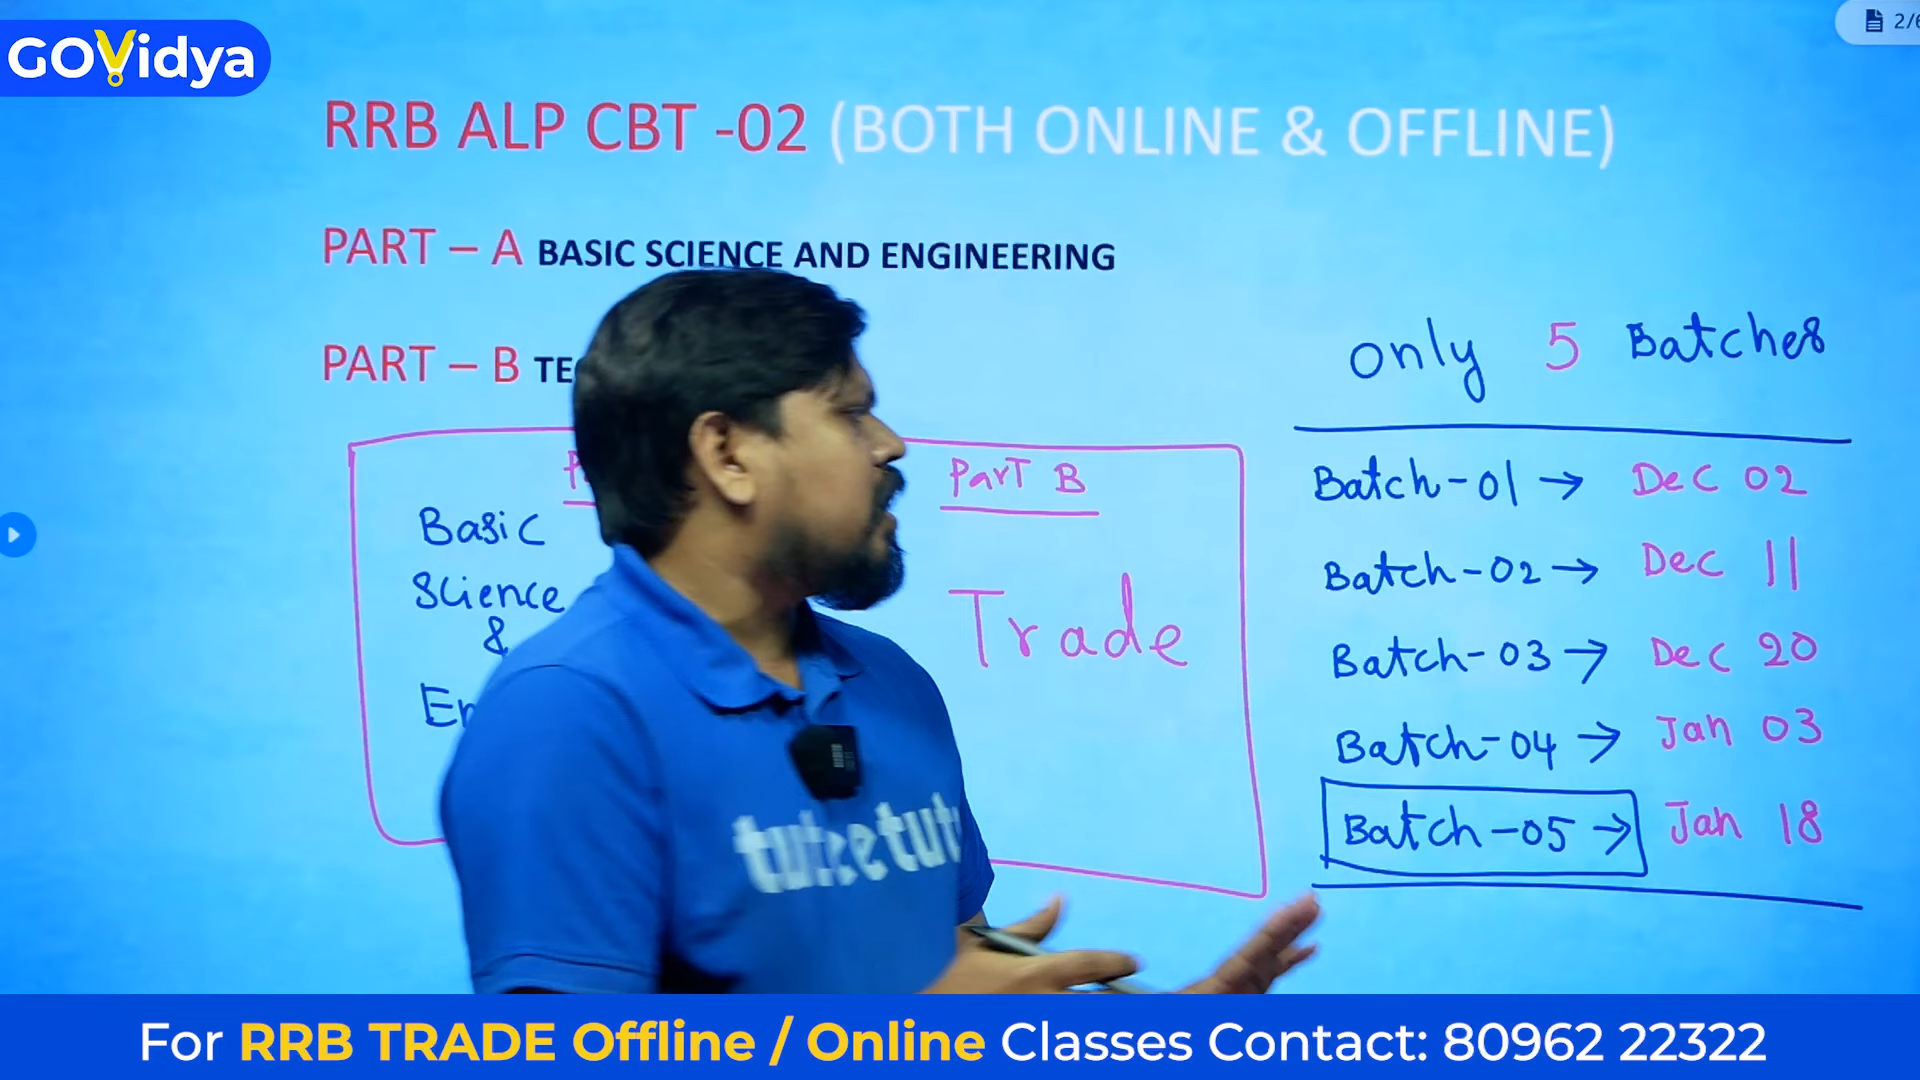 GOVidya
2/6
RRB ALP CBT -02 (BOTH ONLINE & OFFLINE)
PART – A BASIC SCIENCE AND ENGINEERING
PART – B
Basic
Science
&
Part B
Trade
only 5 Batches
Batch-01 → Dec 02
Batch-02 → Dec 11
Batch-03 → Dec 20
Batch-04 → Jan 03
Batch-05 → Jan 18
For RRB TRADE Offline / Online Classes Contact: 80962 22322